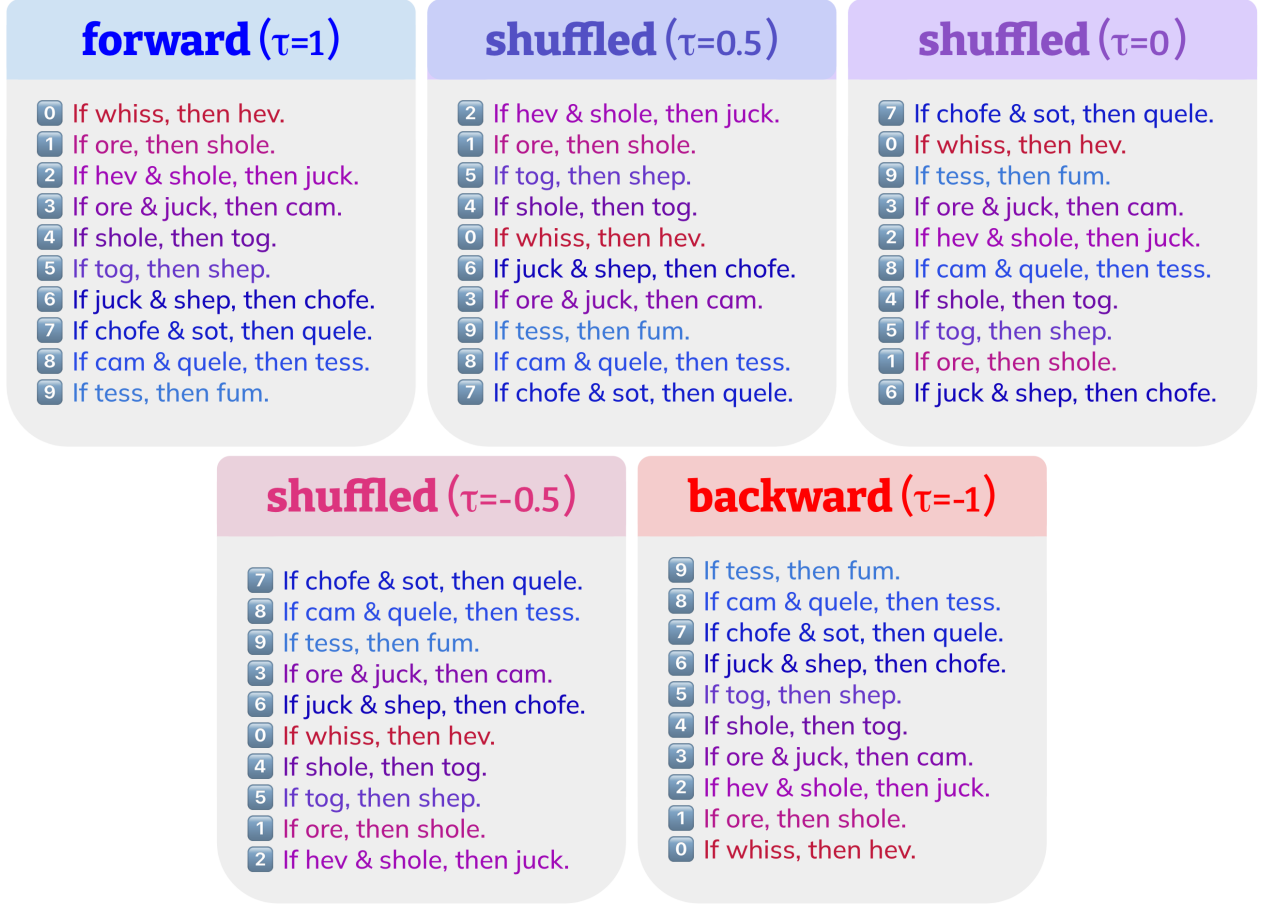 forward (τ=1)
0 If whiss, then hev.
1 If ore, then shole.
2 If hev & shole, then juck.
3 If ore & juck, then cam.
4 If shole, then tog.
5 If tog, then shep.
6 If juck & shep, then chofe.
7 If chofe & sot, then quele.
8 If cam & quele, then tess.
9 If tess, then fum.
shuffled (τ=0.5)
2 If hev & shole, then juck.
1 If ore, then shole.
5 If tog, then shep.
4 If shole, then tog.
0 If whiss, then hev.
6 If juck & shep, then chofe.
3 If ore & juck, then cam.
9 If tess, then fum.
8 If cam & quele, then tess.
7 If chofe & sot, then quele.
shuffled (τ=0)
7 If chofe & sot, then quele.
0 If whiss, then hev.
9 If tess, then fum.
3 If ore & juck, then cam.
2 If hev & shole, then juck.
8 If cam & quele, then tess.
4 If shole, then tog.
5 If tog, then shep.
1 If ore, then shole.
6 If juck & shep, then chofe.
shuffled (τ=-0.5)
7 If chofe & sot, then quele.
8 If cam & quele, then tess.
9 If tess, then fum.
3 If ore & juck, then cam.
6 If juck & shep, then chofe.
0 If whiss, then hev.
4 If shole, then tog.
5 If tog, then shep.
1 If ore, then shole.
2 If hev & shole, then juck.
backward (τ=-1)
9 If tess, then fum.
8 If cam & quele, then tess.
7 If chofe & sot, then quele.
6 If juck & shep, then chofe.
5 If tog, then shep.
4 If shole, then tog.
3 If ore & juck, then cam.
2 If hev & shole, then juck.
1 If ore, then shole.
0 If whiss, then hev.